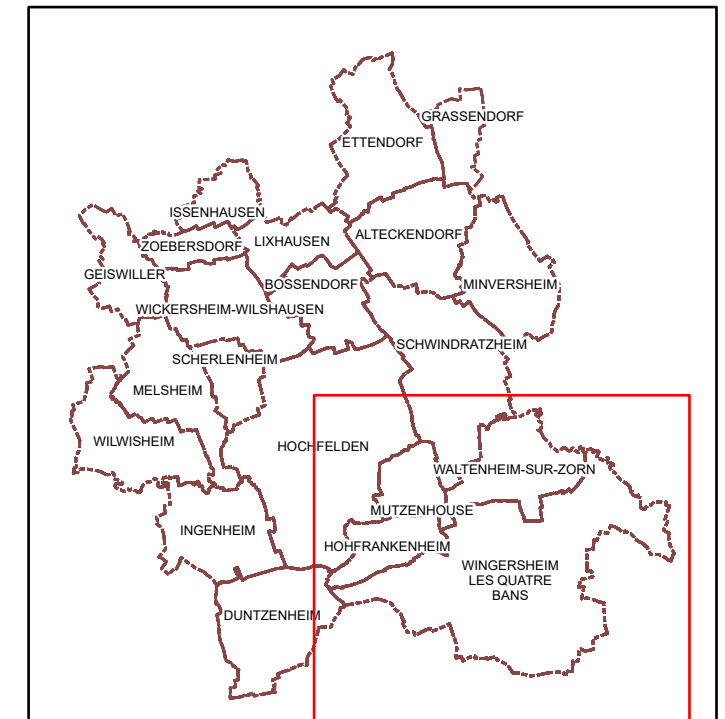 GRASSENDORF
ETTENDORF
ISSENHAUSEN
ALTECKENDORF
ZOEBERSDORF
LIXHAUSEN
GEISWILLER
BOSSENDORF
MINVERSHEIM
WICKERSHEIM-WILSHAUSEN
SCHWINDRATZHEIM
SCHERLENHEIM
MELSHEIM
WILWISHEIM
HOCHFELDEN
WALTENHEIM-SUR-ZORN
MUTZENHOUSE
INGENHEIM
HOHFRANKENHEIM
WINGERSHEIM
LES QUATRE
BANS
DUNTZENHEIM